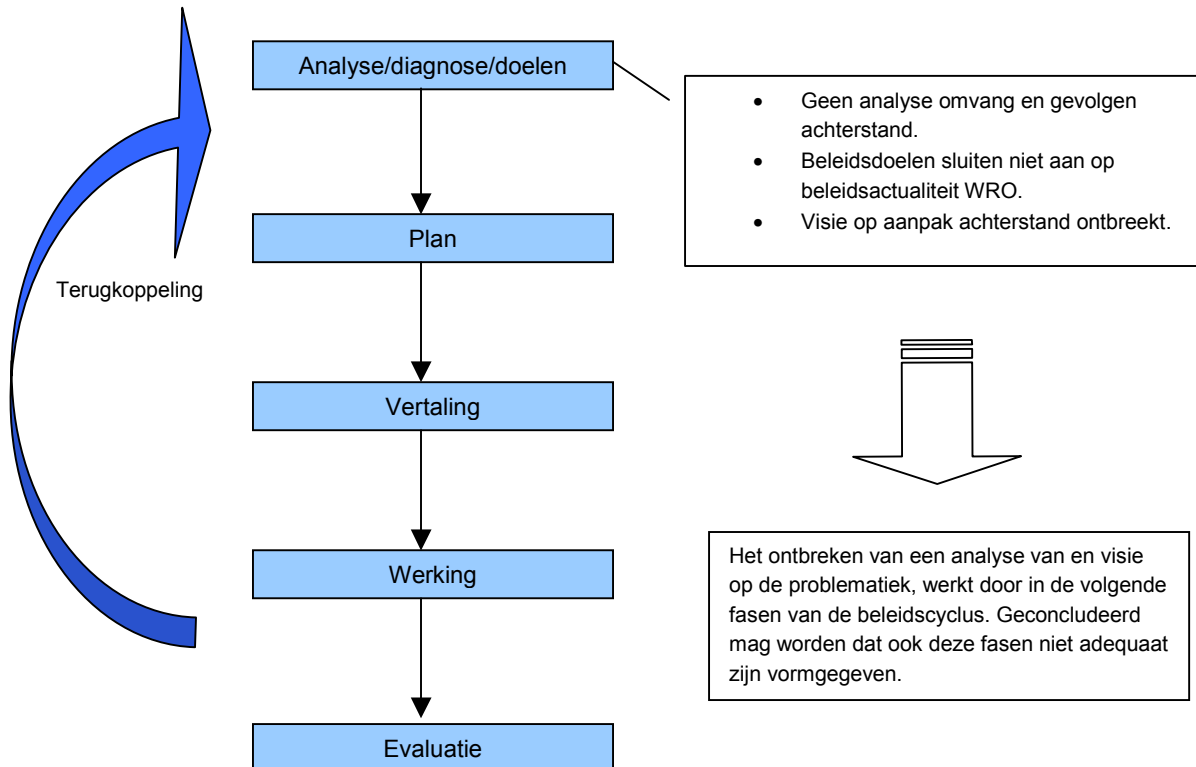 Analyse/diagnose/doelen
• Geen analyse omvang en gevolgen
achterstand.
• Beleidsdoelen sluiten niet aan op
beleidsactualiteit WRO.
• Visie op aanpak achterstand ontbreekt.
Plan
Terugkoppeling
Vertaling
Werking
Het ontbreken van een analyse van en visie
op de problematiek, werkt door in de volgende
fasen van de beleidscyclus. Geconcludeerd
mag worden dat ook deze fasen niet adequaat
zijn vormgegeven.
Evaluatie